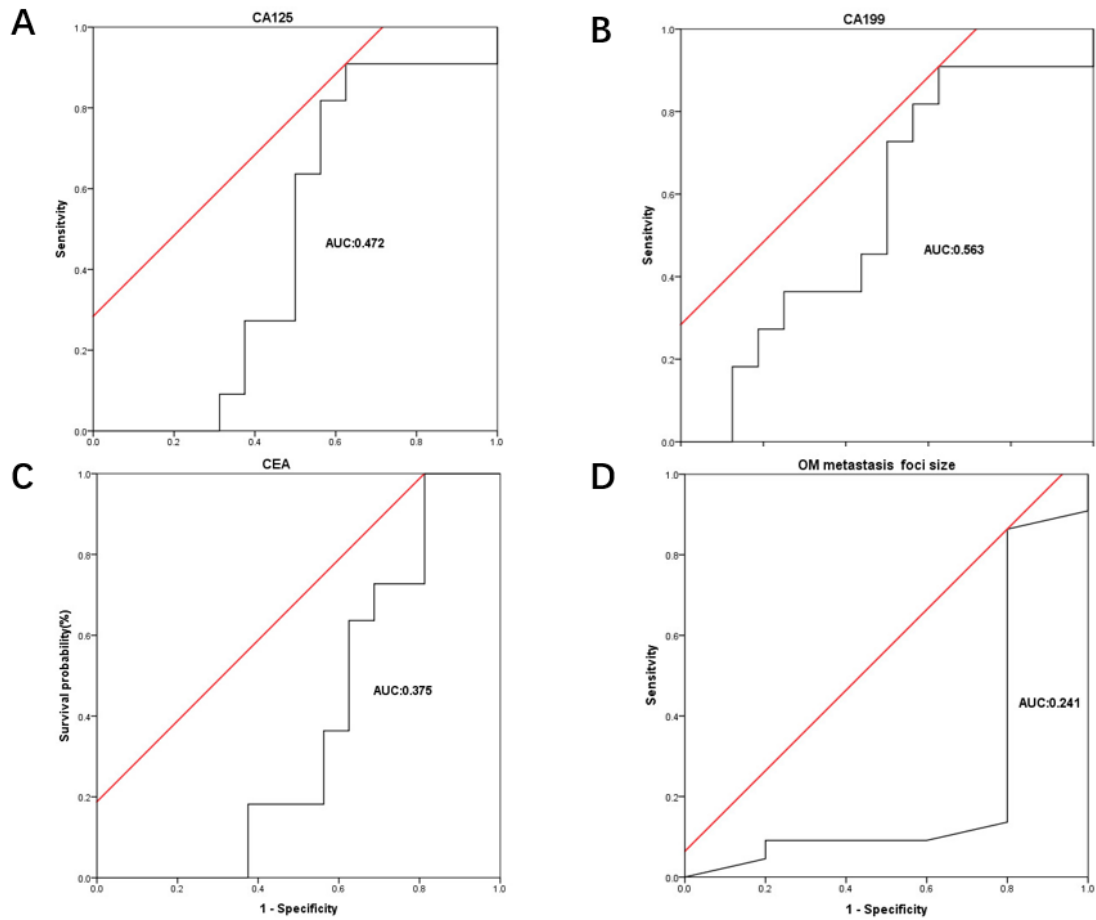 A
CA125
1.0
0.8
0.6
0.4
0.2
0.0
Sensitvity
AUC:0.472
0.0 0.2 0.4 0.6 0.8 1.0
B
CA199
1.0
0.8
0.6
0.4
0.2
0.0
Sensitvity
AUC:0.563
C
CEA
1.0
0.8
0.6
0.4
0.2
0.0
Survival probability(%)
AUC:0.375
0.0 0.2 0.4 0.6 0.8 1.0
1 - Specificity
D
OM metastasis foci size
1.0
0.8
0.6
0.4
0.2
0.0
Sensitvity
AUC:0.241
0.0 0.2 0.4 0.6 0.8 1.0
1 - Specificity